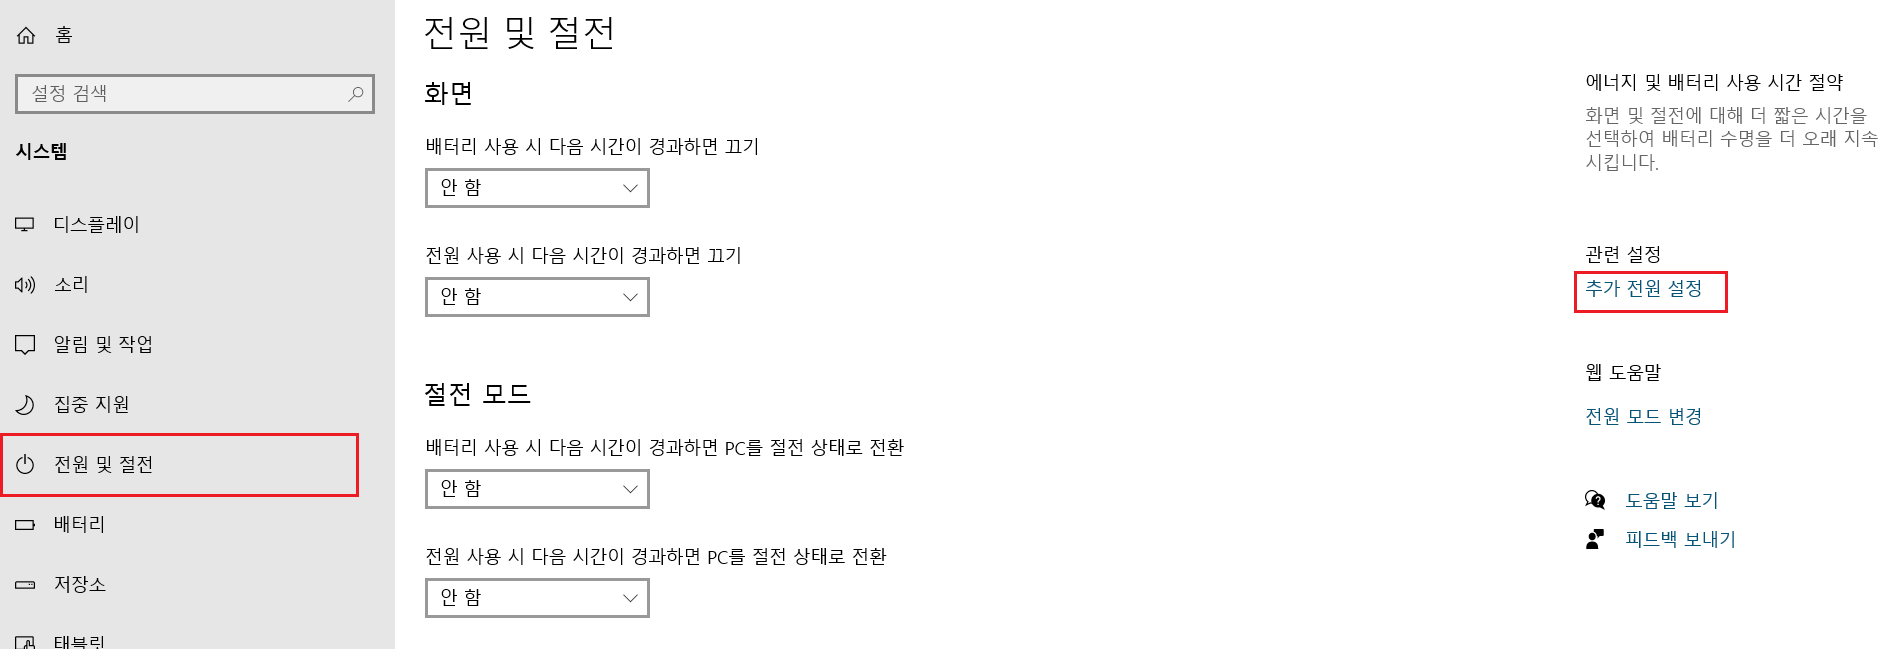 홈
설정 검색
시스템
디스플레이
소리
알림 및 작업
집중 지원
전원 및 절전
배터리
저장소
태블릿
전원 및 절전
화면
배터리 사용 시 다음 시간이 경과하면 끄기
안 함
전원 사용 시 다음 시간이 경과하면 끄기
안 함
절전 모드
배터리 사용 시 다음 시간이 경과하면 PC를 절전 상태로 전환
안 함
전원 사용 시 다음 시간이 경과하면 PC를 절전 상태로 전환
안 함
에너지 및 배터리 사용 시간 절약
화면 및 절전에 대해 더 짧은 시간을
선택하여 배터리 수명을 더 오래 지속
시킵니다.
관련 설정
추가 전원 설정
웹 도움말
전원 모드 변경
도움말 보기
피드백 보내기